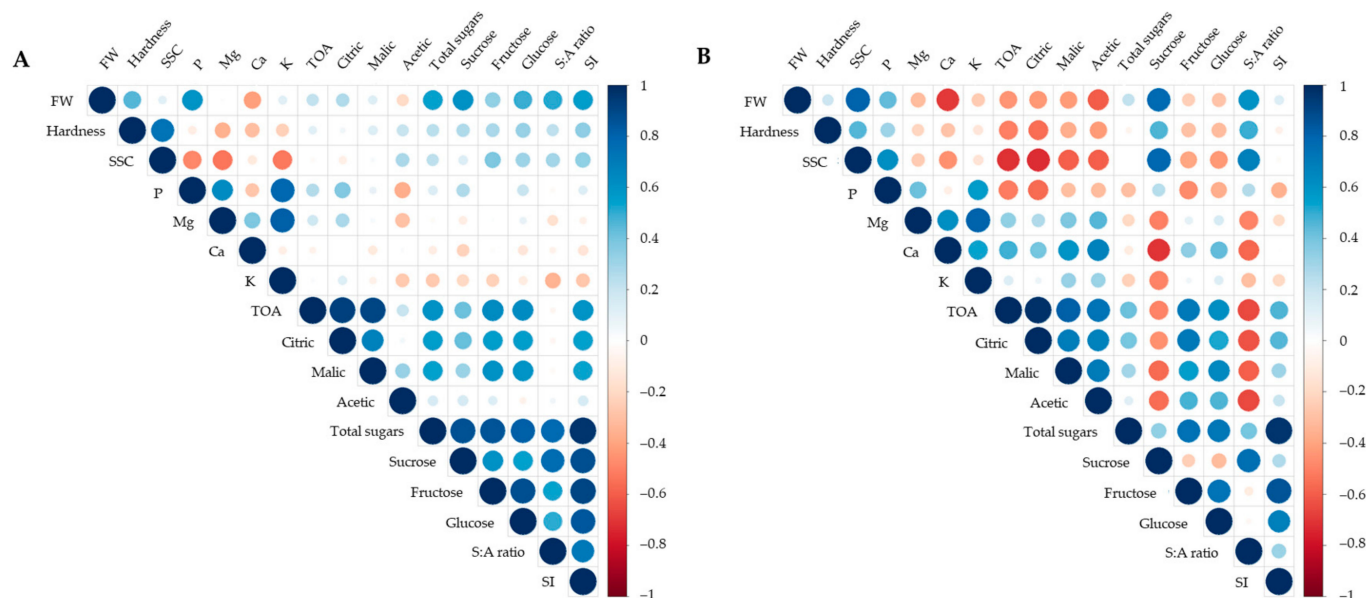 A
FW Hardness SSC P Mg Ca K TOA Citric Malic Acetic Total sugars Sucrose Fructose Glucose S:A ratio SI
FW
Hardness
SSC
P
Mg
Ca
K
TOA
Citric
Malic
Acetic
Total sugars
Sucrose
Fructose
Glucose
S:A ratio
SI
1
0.8
0.6
0.4
0.2
0
−0.2
−0.4
−0.6
−0.8
−1
B
FW Hardness SSC P Mg Ca K TOA Citric Malic Acetic Total sugars Sucrose Fructose Glucose S:A ratio SI
FW
Hardness
SSC
P
Mg
Ca
K
TOA
Citric
Malic
Acetic
Total sugars
Sucrose
Fructose
Glucose
S:A ratio
SI
1
0.8
0.6
0.4
0.2
0
−0.2
−0.4
−0.6
−0.8
−1